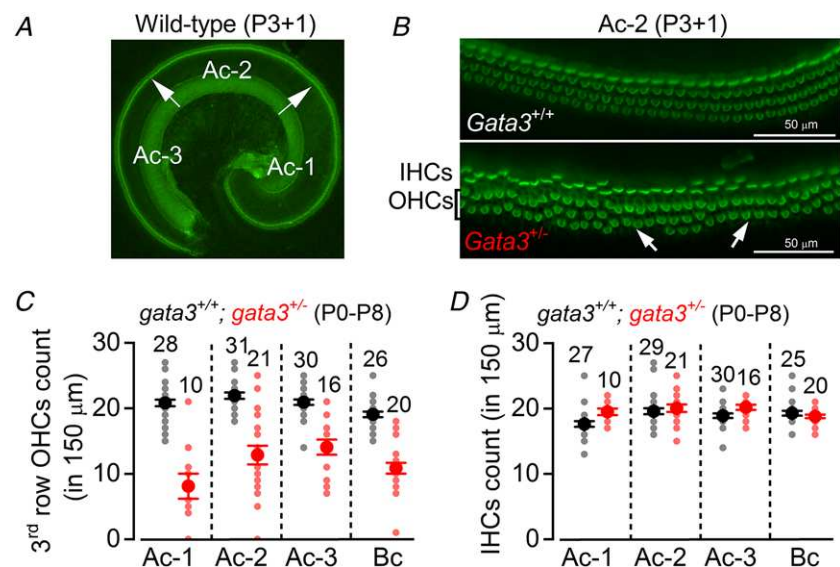 A
Wild-type (P3+1)
Ac-2
Ac-3
Ac-1
B
Ac-2 (P3+1)
Gata3+/+
50 μm
IHCs
OHCs
Gata3+/-
50 μm
C
gata3+/+; gata3+/- (P0-P8)
3rd row OHCs count
(in 150 μm)
30
20
10
0
28
10
31
21
30
16
26
20
Ac-1
Ac-2
Ac-3
Bc
D
gata3+/+; gata3+/- (P0-P8)
IHCs count (in 150 μm)
30
20
10
0
27
10
29
21
30
16
25
20
Ac-1
Ac-2
Ac-3
Bc